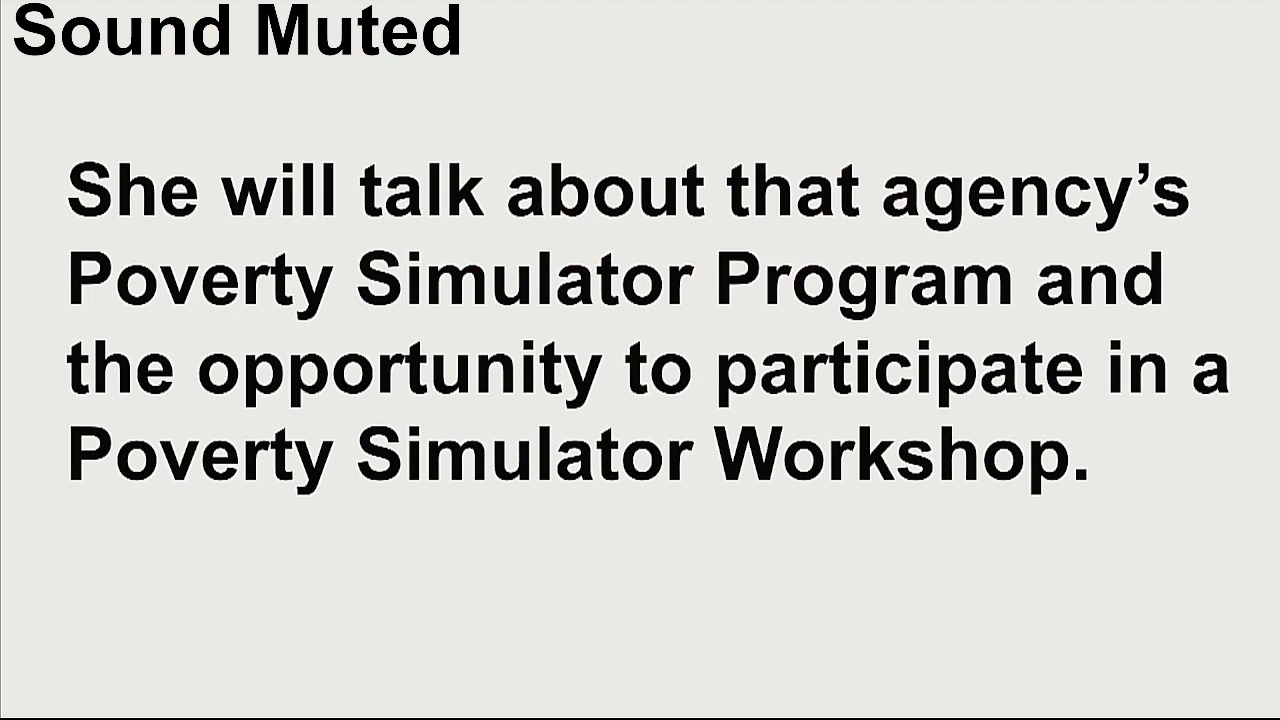 Sound Muted
She will talk about that agency’s
Poverty Simulator Program and
the opportunity to participate in a
Poverty Simulator Workshop.